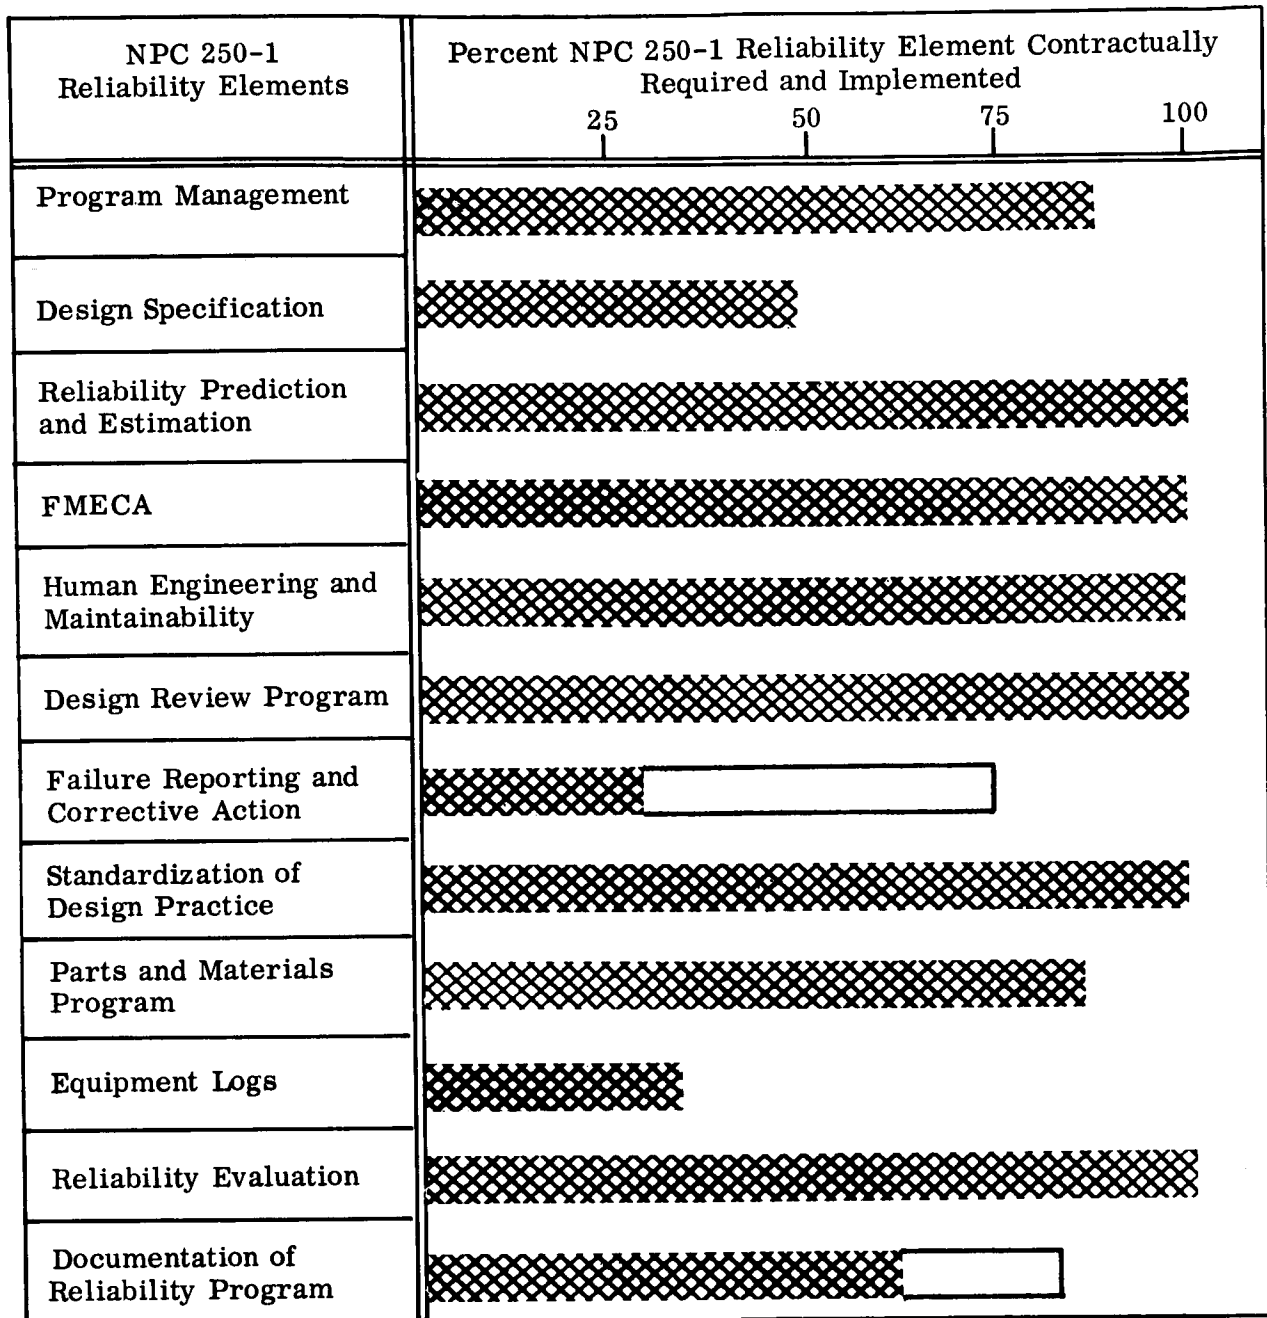 NPC 250-1
Reliability Elements
Percent NPC 250-1 Reliability Element Contractually
Required and Implemented
25 50 75 100
Program Management
Design Specification
Reliability Prediction
and Estimation
FMECA
Human Engineering and
Maintainability
Design Review Program
Failure Reporting and
Corrective Action
Standardization of
Design Practice
Parts and Materials
Program
Equipment Logs
Reliability Evaluation
Documentation of
Reliability Program